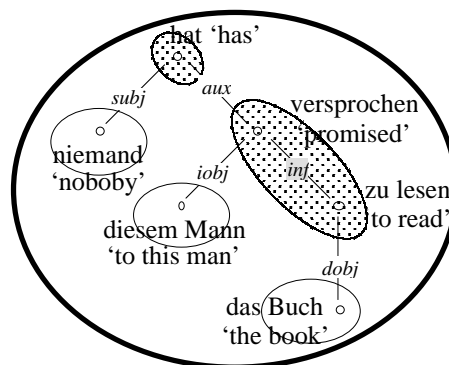 hat ‘has’
subj
aux
versprochen
‘promised’
niemand
‘noboby’
iobj
inf
zu lesen
‘to read’
diesem Mann
‘to this man’
dobj
das Buch
‘the book’